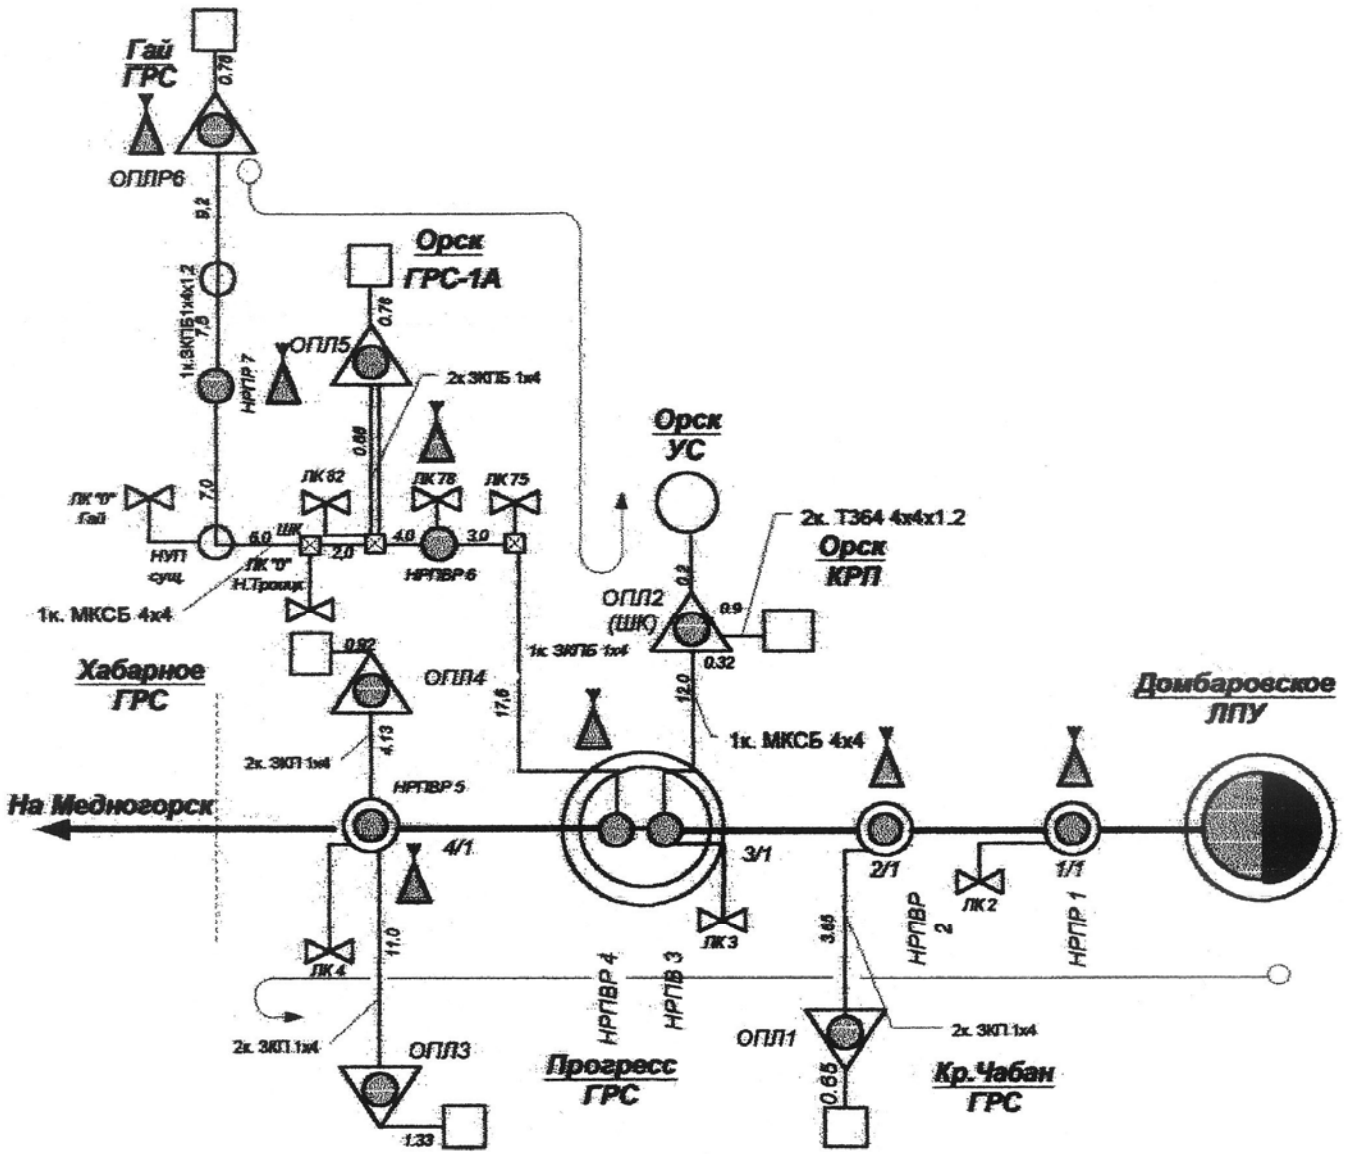 Гай
ГРС
0.78
ОПЛР6
9,2
1к.ЗКПБ1х4х1,2
7,8
НРПР 7
7,0
Орск
ГРС-1А
0.78
ОПЛ5
2к ЗКПБ 1х4
0.88
ЛК 82
ЛК 78
ЛК 75
ЛК "0"
Гай
НУП
сущ.
6.0
ШК
2,0
4.0
3.0
ЛК "0"
Н.Троицк
НРПВР 6
1к. МКСБ 4х4
Орск
УС
2к. Т364 4х4х1.2
Орск
КРП
0.2
ОПЛ2
(ШК)
0.9
0.32
12.0
1к ЗКПБ 1х4
17,6
1к. МКСБ 4х4
Хабарное
ГРС
0.92
ОПЛ4
2к. ЗКП 1х4
4.13
НРПВР 5
Домбаровское
ЛПУ
На Медногорск
4/1
3/1
2/1
1/1
ЛК 2
ЛК 3
ЛК 4
11.0
3.65
НРПВР 4
НРПВ 3
НРПВР 2
НРПР 1
2к. ЗКП.1х4
ОПЛ3
1.33
Прогресс
ГРС
ОПЛ1
2к. ЗКП 1х4
0.65
Кр.Чабан
ГРС